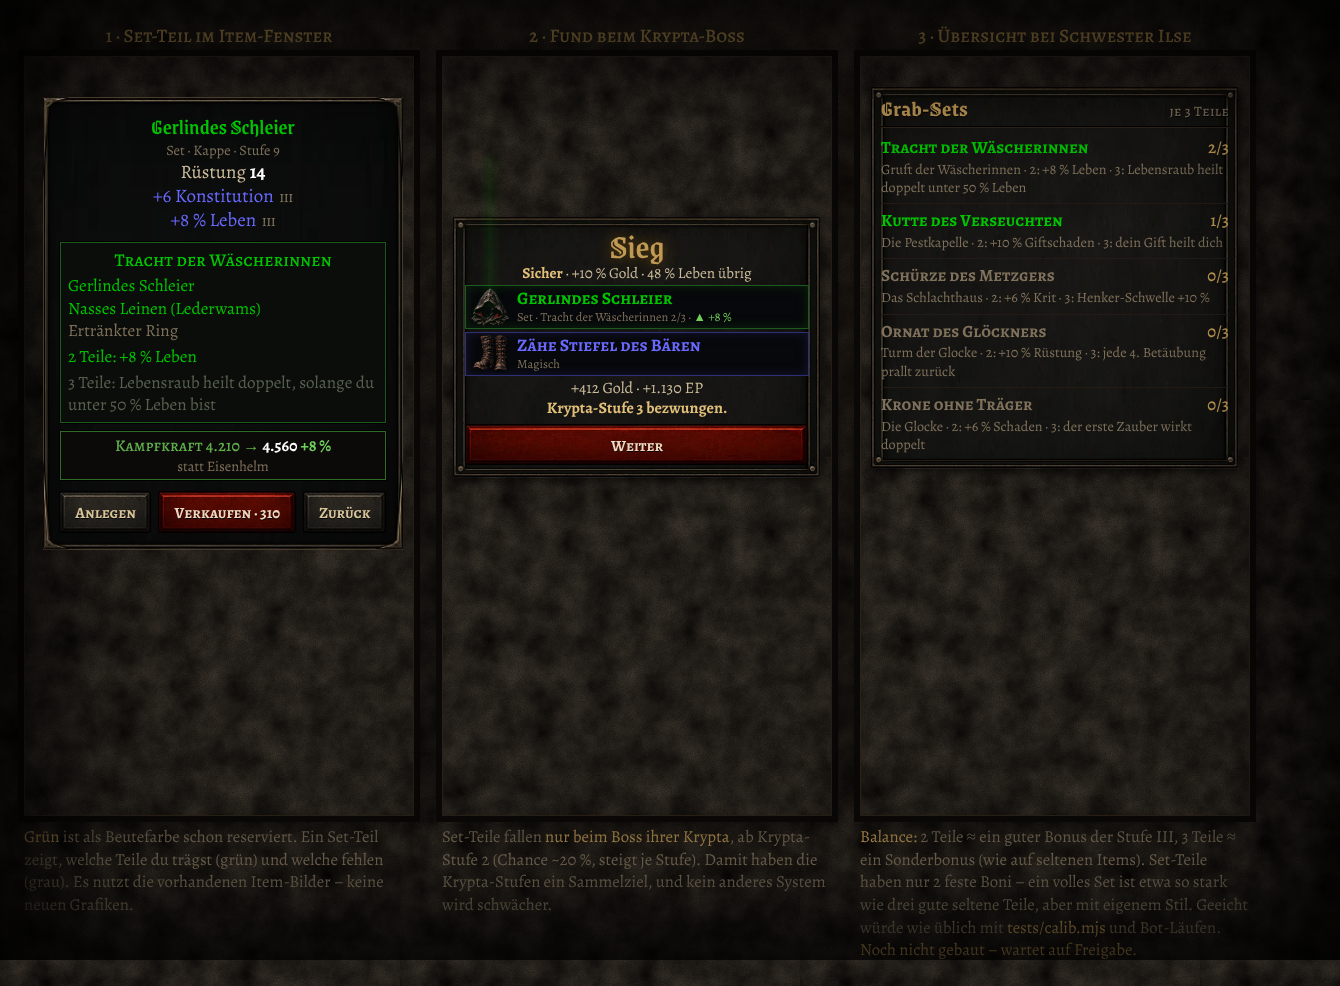 1 · Set-Teil im Item-Fenster
Gerlindes Schleier
Set · Kappe · Stufe 9
Rüstung 14
+6 Konstitution III
+8 % Leben III
Tracht der Wäscherinnen
Gerlindes Schleier
Nasses Leinen (Lederwams)
Ertränkter Ring
2 Teile: +8 % Leben
3 Teile: Lebensraub heilt doppelt, solange du
unter 50 % Leben bist
Kampfkraft 4.210 → 4.560 +8 %
statt Eisenhelm
Anlegen
Verkaufen · 310
Zurück
Grün ist als Beutefarbe schon reserviert. Ein Set-Teil
zeigt, welche Teile du trägst (grün) und welche fehlen
(grau). Es nutzt die vorhandenen Item-Bilder – keine
neuen Grafiken.
2 · Fund beim Krypta-Boss
Sieg
Sicher · +10 % Gold · 48 % Leben übrig
Gerlindes Schleier
Set · Tracht der Wäscherinnen 2/3 · ▲ +8 %
Zähe Stiefel des Bären
Magisch
+412 Gold · +1.130 EP
Krypta-Stufe 3 bezwungen.
Weiter
Set-Teile fallen nur beim Boss ihrer Krypta, ab Krypta-
Stufe 2 (Chance ~20 %, steigt je Stufe). Damit haben die
Krypta-Stufen ein Sammelziel, und kein anderes System
wird schwächer.
3 · Übersicht bei Schwester Ilse
Grab-Sets
je 3 Teile
Tracht der Wäscherinnen 2/3
Gruft der Wäscherinnen · 2: +8 % Leben · 3: Lebensraub heilt
doppelt unter 50 % Leben
Kutte des Verseuchten 1/3
Die Pestkapelle · 2: +10 % Giftschaden · 3: dein Gift heilt dich
Schürze des Metzgers 0/3
Das Schlachthaus · 2: +6 % Krit · 3: Henker-Schwelle +10 %
Ornat des Glöckners 0/3
Turm der Glocke · 2: +10 % Rüstung · 3: jede 4. Betäubung
prallt zurück
Krone ohne Träger 0/3
Die Glocke · 2: +6 % Schaden · 3: der erste Zauber wirkt
doppelt
Balance: 2 Teile ≈ ein guter Bonus der Stufe III, 3 Teile ≈
ein Sonderbonus (wie auf seltenen Items). Set-Teile
haben nur 2 feste Boni – ein volles Set ist etwa so stark
wie drei gute seltene Teile, aber mit eigenem Stil. Geeicht
würde wie üblich mit tests/calib.mjs und Bot-Läufen.
Noch nicht gebaut – wartet auf Freigabe.